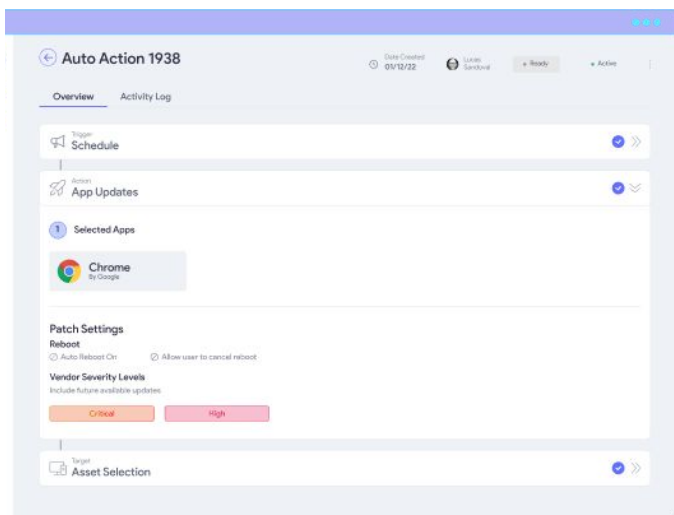 Auto Action 1938
Date Created
01/12/22
Lucas
Sandoval
Ready
Active
Overview
Activity Log
Trigger
Schedule
Action
App Updates
1
Selected Apps
Chrome
By Google
Patch Settings
Reboot
Auto Reboot On
Allow user to cancel reboot
Vendor Severity Levels
Include future available updates
Critical
High
Target
Asset Selection